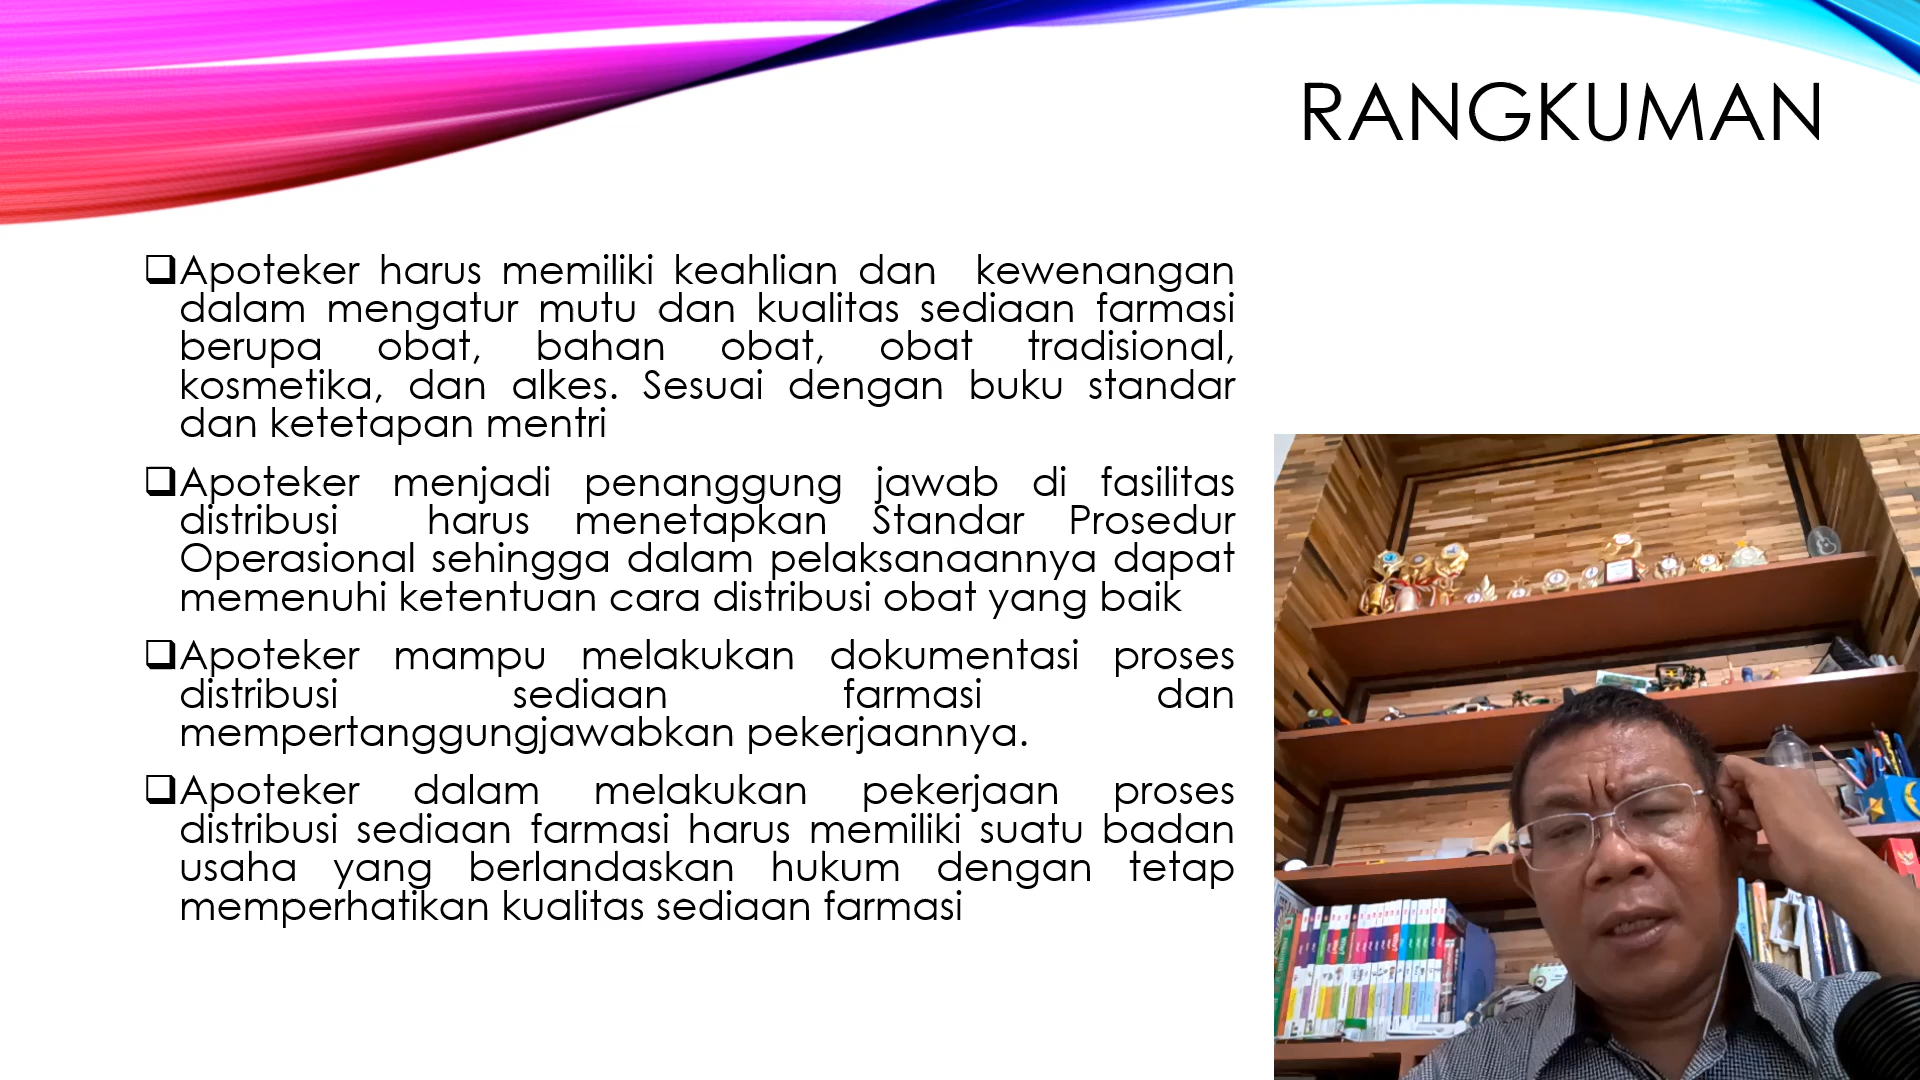 RANGKUMAN
Apoteker harus memiliki keahlian dan kewenangan
dalam mengatur mutu dan kualitas sediaan farmasi
berupa obat, bahan obat, obat tradisional,
kosmetika, dan alkes. Sesuai dengan buku standar
dan ketetapan mentri
Apoteker menjadi penanggung jawab di fasilitas
distribusi harus menetapkan Standar Prosedur
Operasional sehingga dalam pelaksanaannya dapat
memenuhi ketentuan cara distribusi obat yang baik
Apoteker mampu melakukan dokumentasi proses
distribusi sediaan farmasi dan
mempertanggungjawabkan pekerjaannya.
Apoteker dalam melakukan pekerjaan proses
distribusi sediaan farmasi harus memiliki suatu badan
usaha yang berlandaskan hukum dengan tetap
memperhatikan kualitas sediaan farmasi